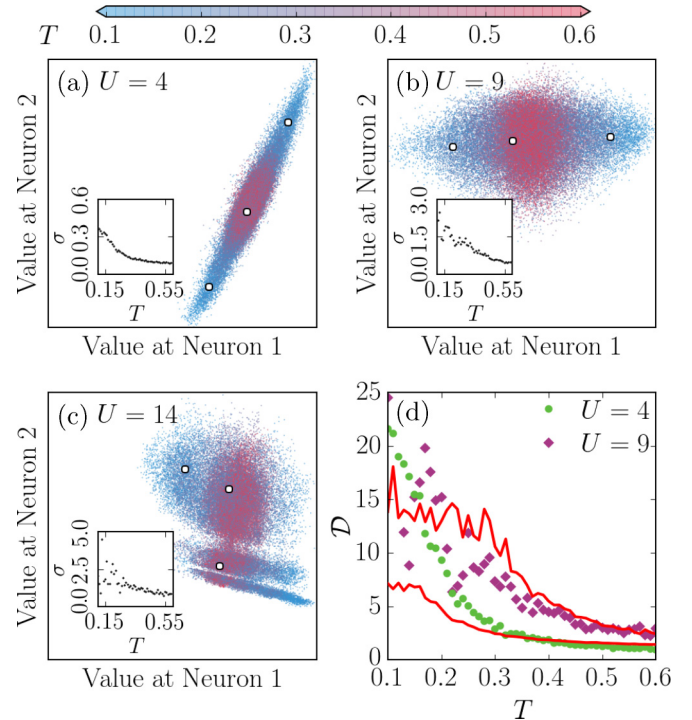 T 0.1 0.2 0.3 0.4 0.5 0.6
(a) U = 4
Value at Neuron 2
σ
0.0 0.3 0.6
0.15 0.55
T
Value at Neuron 1
(b) U = 9
Value at Neuron 2
σ
0.0 1.5 3.0
0.15 0.55
T
Value at Neuron 1
(c) U = 14
Value at Neuron 2
σ
0.0 2.5 5.0
0.15 0.55
T
Value at Neuron 1
(d)
U = 4
U = 9
25
20
15
10
5
0
D
0.1 0.2 0.3 0.4 0.5 0.6
T